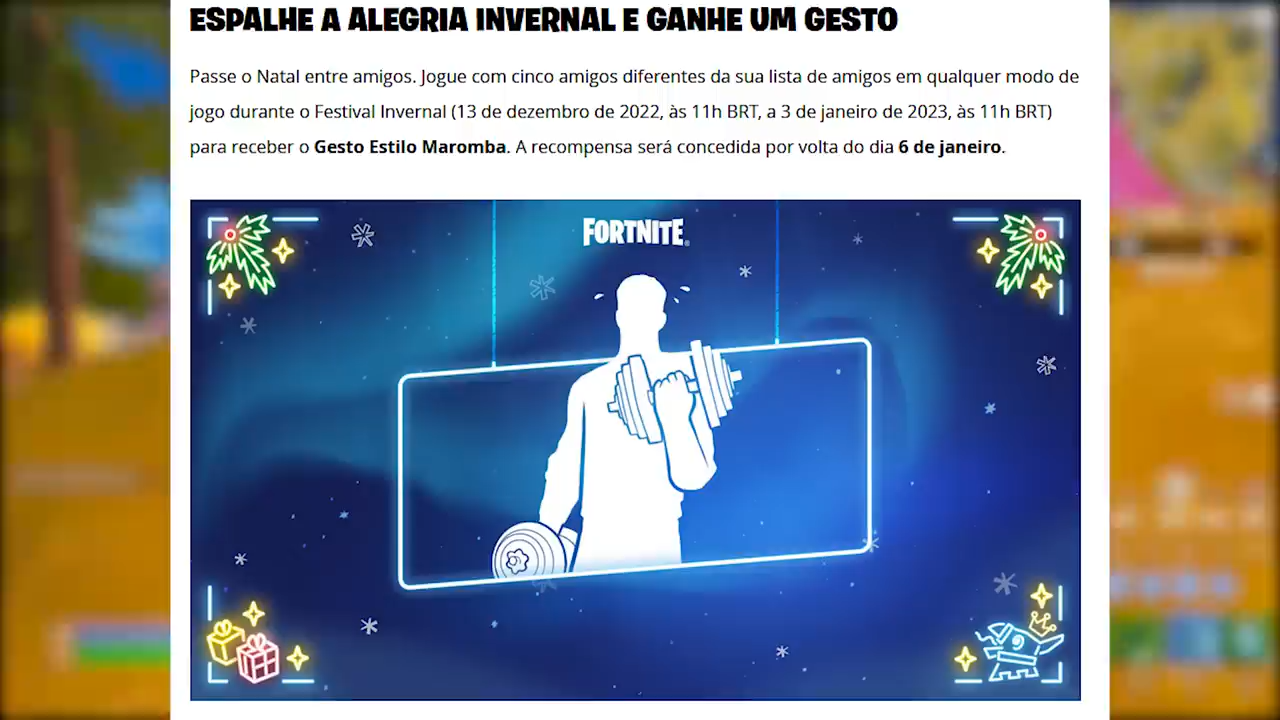 ESPALHE A ALEGRIA INVERNAL E GANHE UM GESTO
Passe o Natal entre amigos. Jogue com cinco amigos diferentes da sua lista de amigos em qualquer modo de
jogo durante o Festival Invernal (13 de dezembro de 2022, às 11h BRT, a 3 de janeiro de 2023, às 11h BRT)
para receber o Gesto Estilo Maromba. A recompensa será concedida por volta do dia 6 de janeiro.
FORTNITE